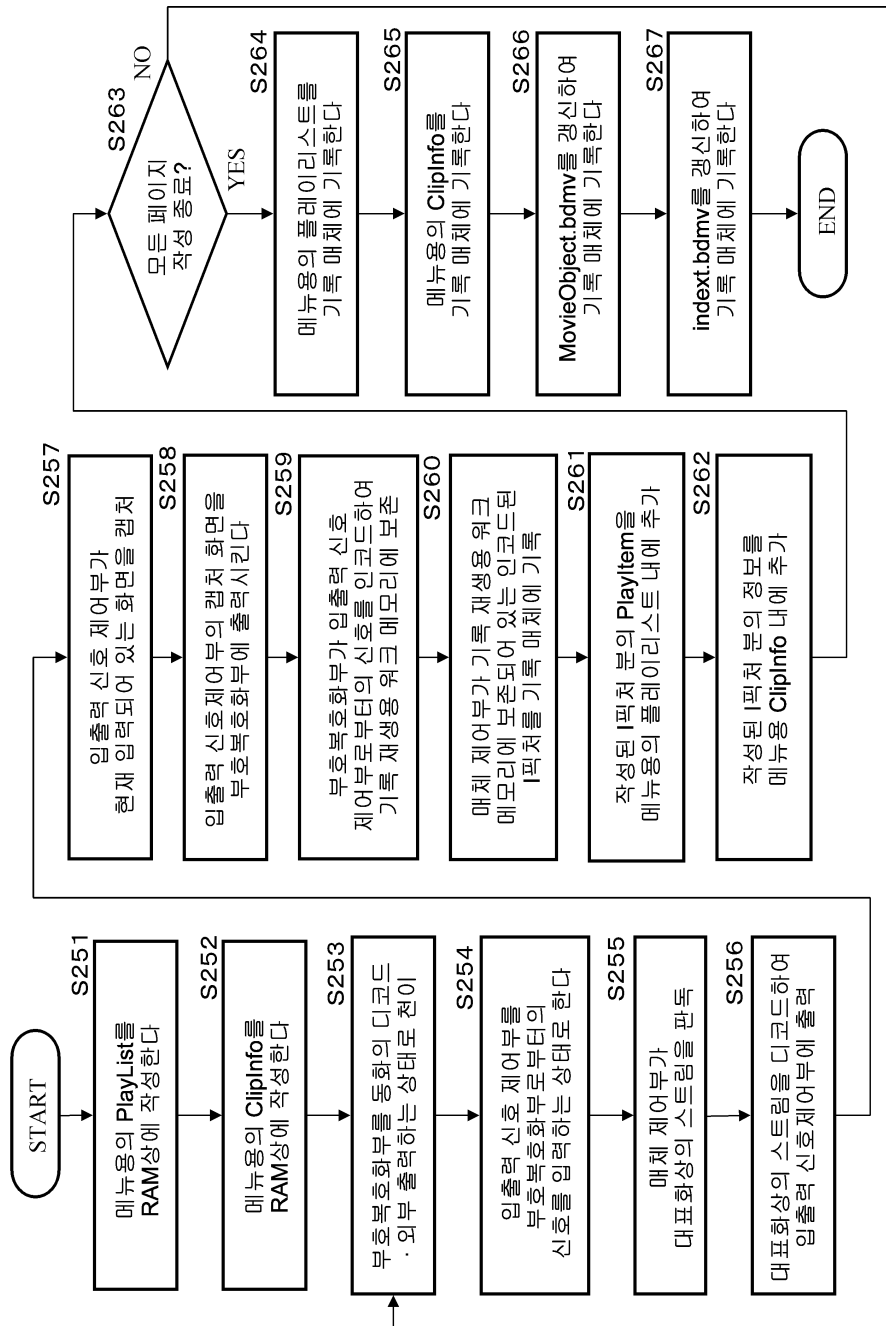 START
S251
메뉴용의 PlayList를
RAM상에 작성한다
S252
메뉴용의 ClipInfo를
RAM상에 작성한다
S253
부호복호화부를 동화의 디코드
· 외부 출력하는 상태로 천이
S254
입출력 신호 제어부를
부호복호화부로부터의
신호를 입력하는 상태로 한다
S255
매체 제어부가
대표화상의 스트림을 판독
S256
대표화상의 스트림을 디코드하여
입출력 신호제어부에 출력
S257
입출력 신호 제어부가
현재 입력되어 있는 화면을 캡처
S258
입출력 신호제어부의 캡처 화면을
부호복호화부에 출력시킨다
S259
부호복호화부가 입출력 신호
제어부로부터의 신호를 인코드하여
기록 재생용 워크 메모리에 보존
S260
매체 제어부가 기록 재생용 워크
메모리에 보존되어 있는 인코드된
I픽처를 기록 매체에 기록
S261
작성된 I픽처 분의 PlayItem을
메뉴용의 플레이리스트 내에 추가
S262
작성된 I픽처 분의 정보를
메뉴용 ClipInfo 내에 추가
S263
모든 페이지
작성 종료?
NO
YES
S264
메뉴용의 플레이리스트를
기록 매체에 기록한다
S265
메뉴용의 ClipInfo를
기록 매체에 기록한다
S266
MovieObject.bdmv를 갱신하여
기록 매체에 기록한다
S267
indext.bdmv를 갱신하여
기록 매체에 기록한다
END